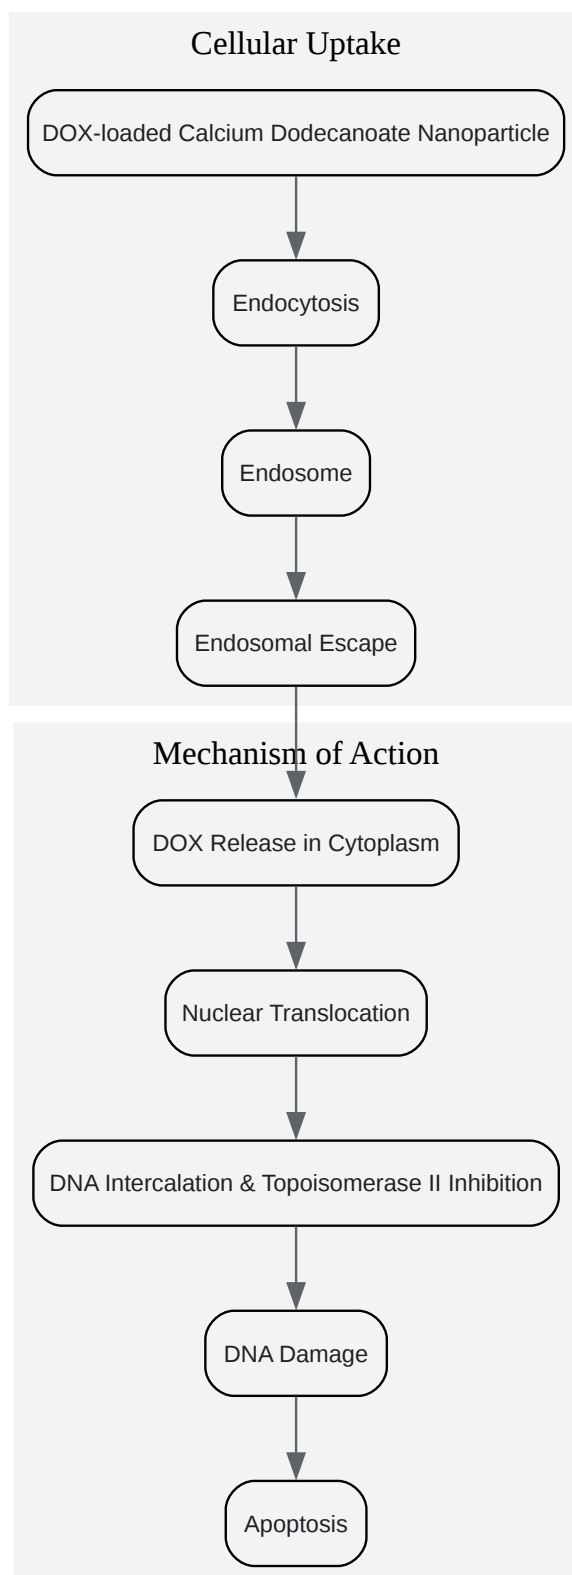 Cellular Uptake
DOX-loaded Calcium Dodecanoate Nanoparticle
Endocytosis
Endosome
Endosomal Escape
Mechanism of Action
DOX Release in Cytoplasm
Nuclear Translocation
DNA Intercalation & Topoisomerase II Inhibition
DNA Damage
Apoptosis